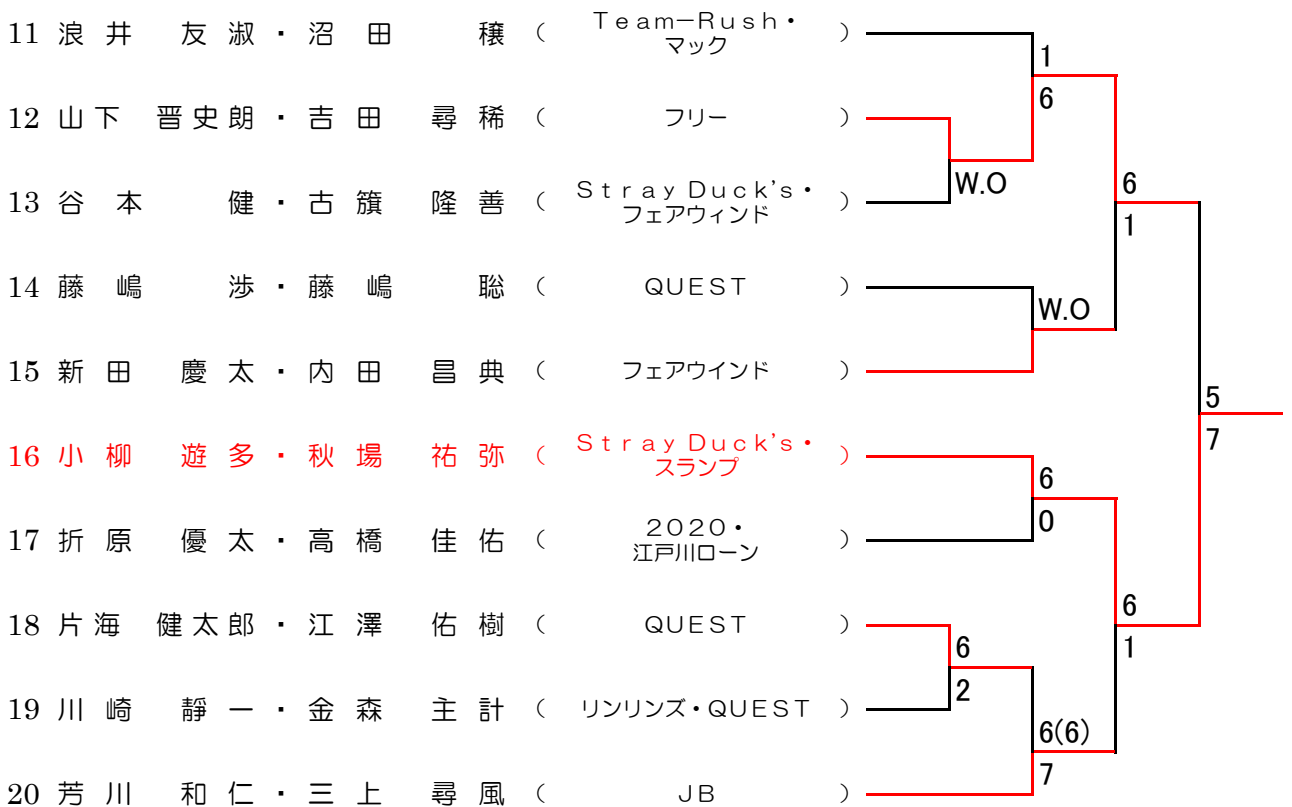 11 浪井 友淑・沼田 穣 ( Team−Rush・マック )
1
12 山下 晋史朗・吉田 尋稀 ( フリー )
6
W.O
13 谷本 健・古籏 隆善 ( Stray Duck's・フェアウィンド )
6
1
14 藤嶋 渉・藤嶋 聡 ( QUEST )
W.O
15 新田 慶太・内田 昌典 ( フェアウインド )
5
7
16 小柳 遊多・秋場 祐弥 ( Stray Duck's・スランプ )
6
0
17 折原 優太・高橋 佳佑 ( 2020・江戸川ローン )
6
1
18 片海 健太郎・江澤 佑樹 ( QUEST )
6
2
19 川崎 靜一・金森 主計 ( リンリンズ・QUEST )
6(6)
7
20 芳川 和仁・三上 尋風 ( JB )